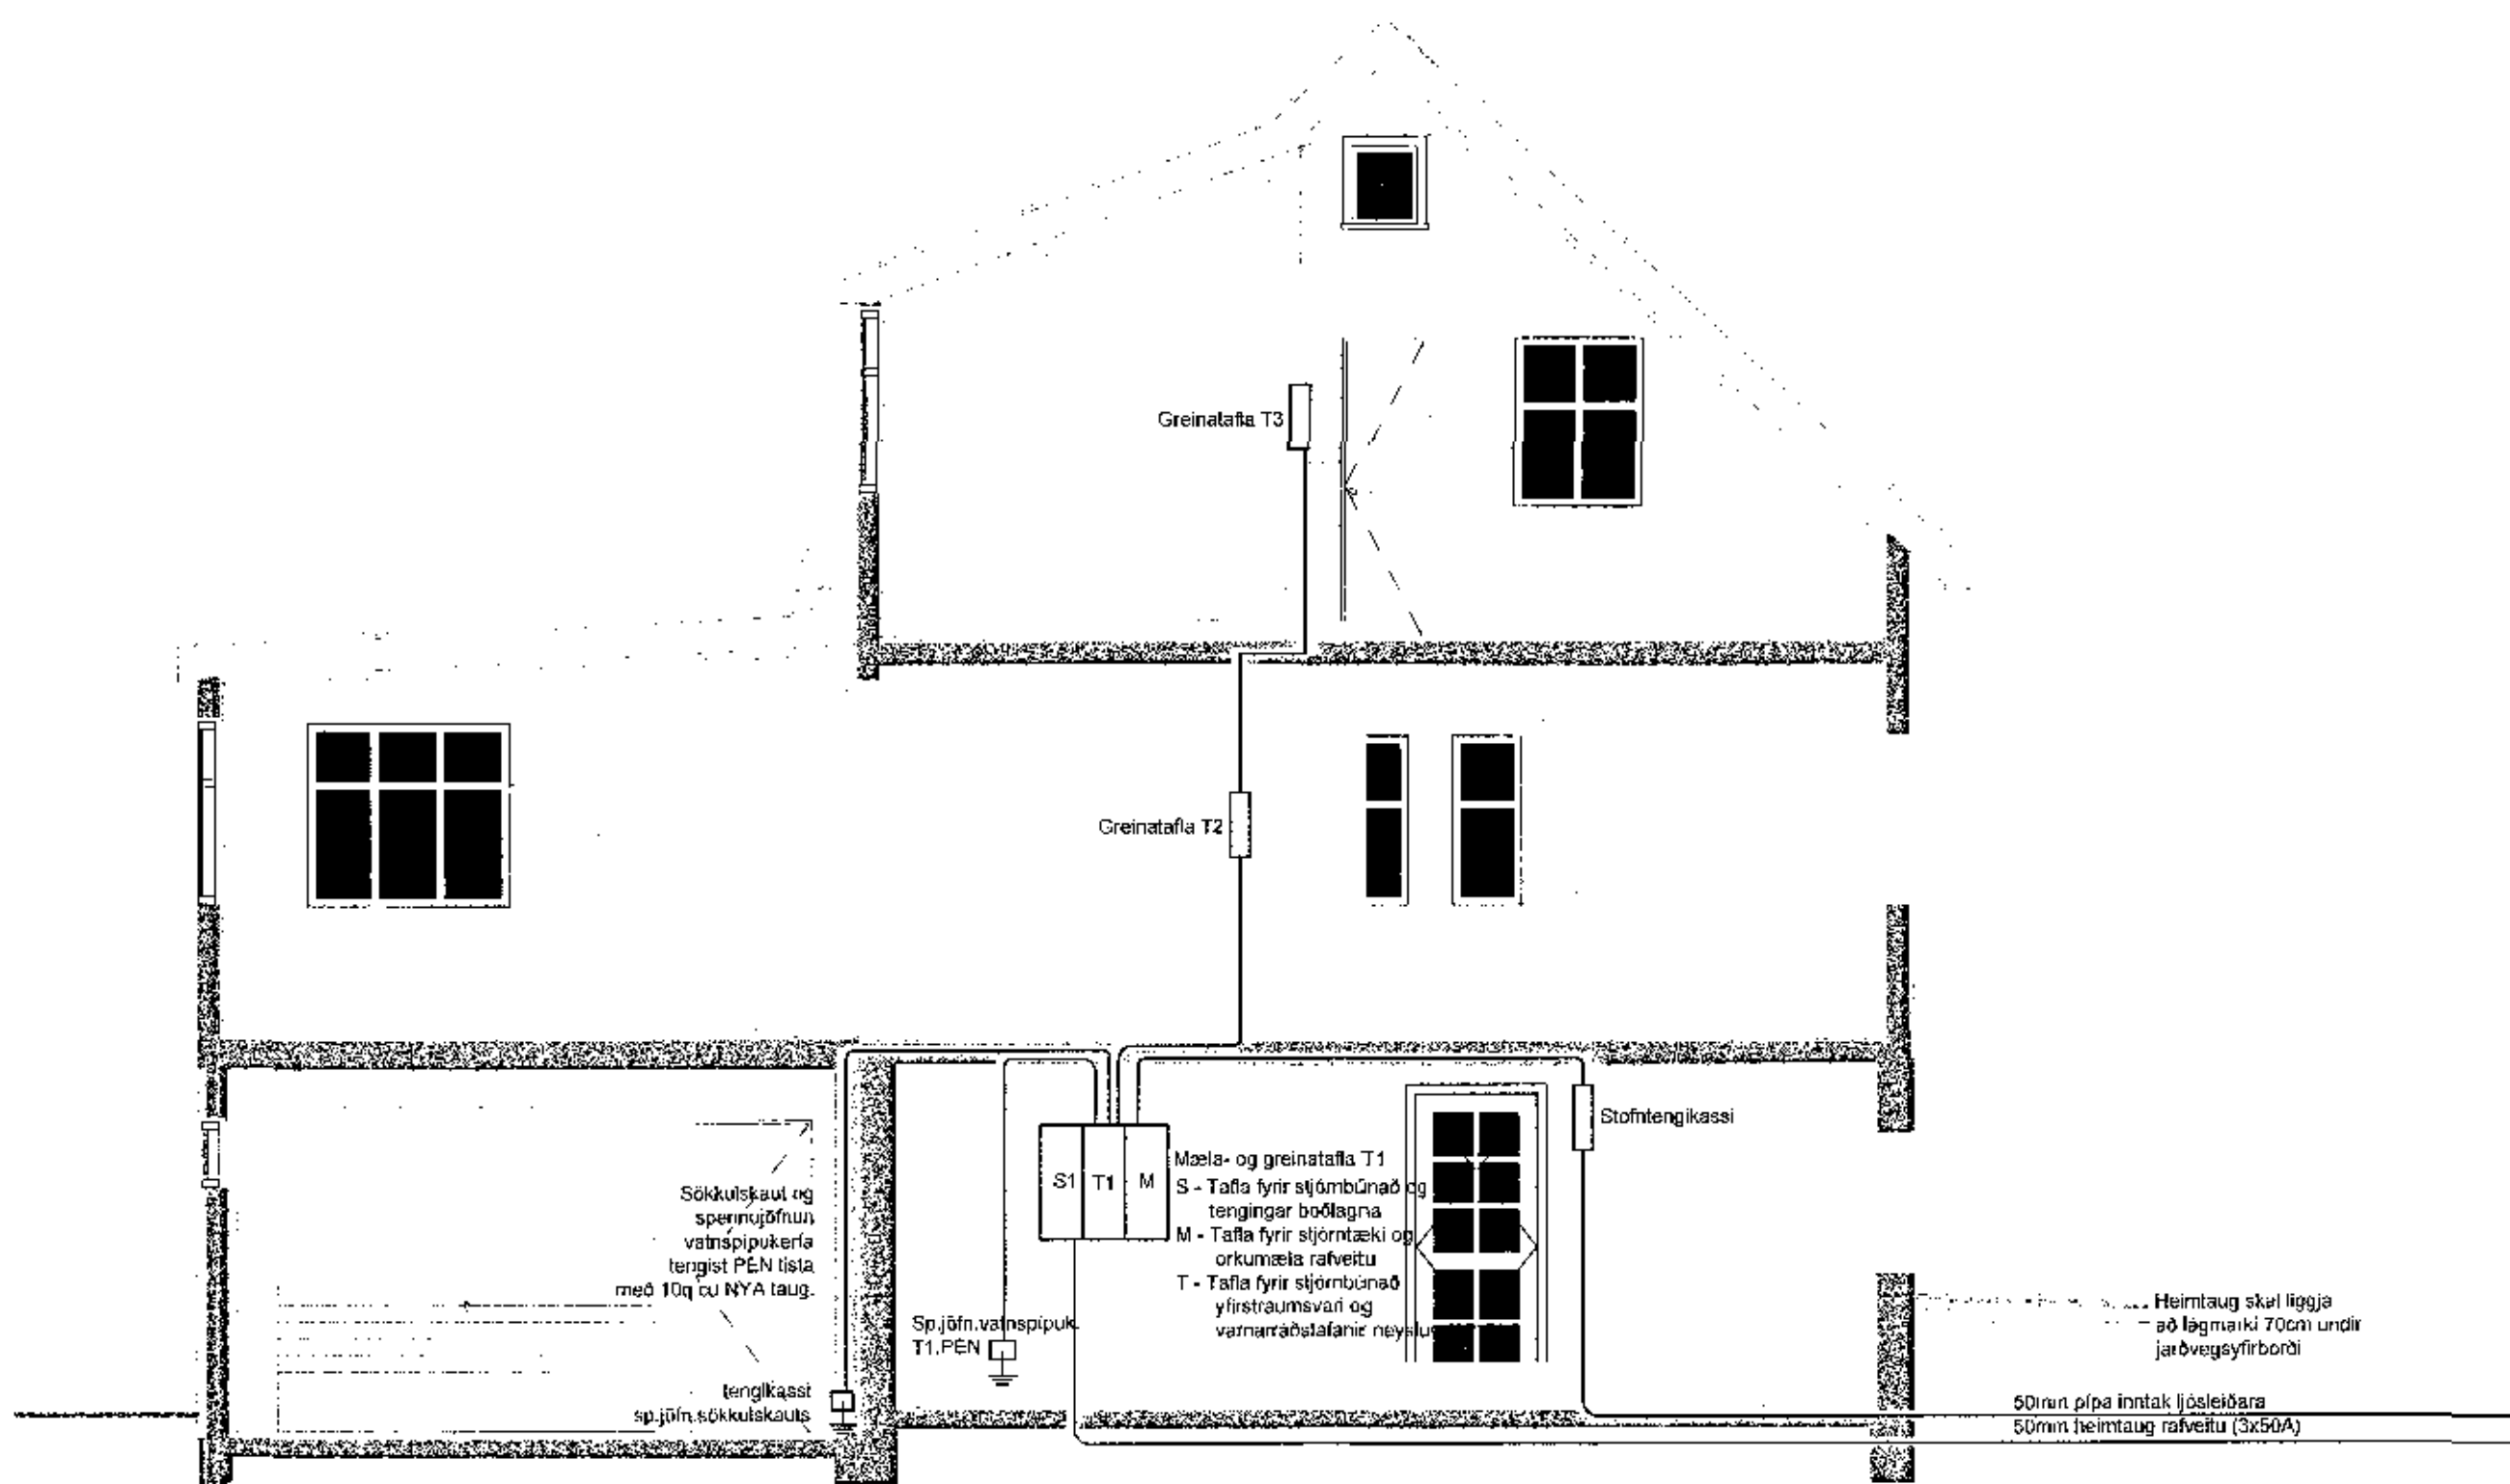 Greinatafla T3
Greinatafla T2
Stofntengikassi
S1 T1 M
Mæla- og greinatafla T1
S - Tafla fyrir stjórnbúnað og
tengingar boðlagna
M - Tafla fyrir stjórntæki og
orkumæla rafveitu
T - Tafla fyrir stjórnbúnað
yfirstraumsvari og
varnarráðstafanir neyslu
Sökkulskaut og
spennujöfnun
vatnspípukerfa
tengist PEN lista
með 10q cu NYA taug.
Sp.jöfn.vatnspípuk.
T1.PEN
tengikassi
sp.jöfn.sökkulskauts
Heimtaug skal liggja
að lágmarki 70cm undir
jarðvegsyfirborði
50mm pípa inntak ljósleiðara
50mm heimtaug rafveitu (3x50A)